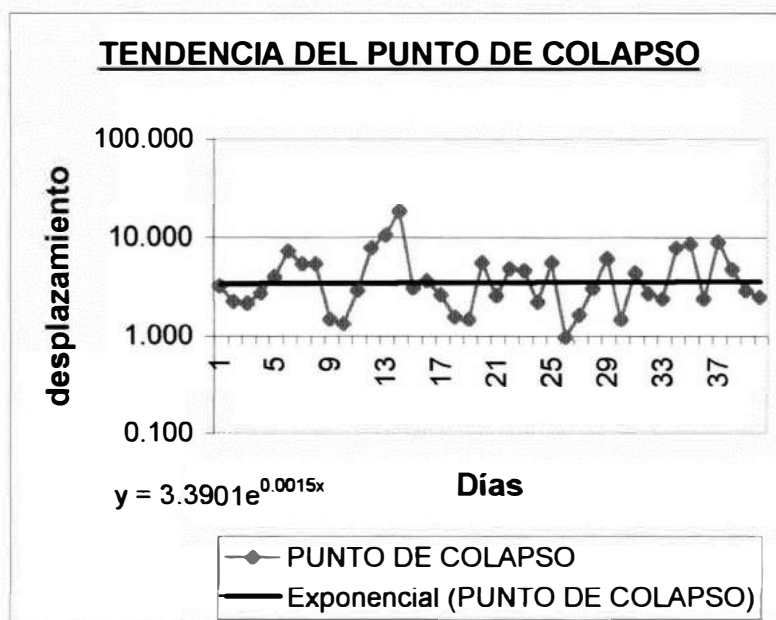 TENDENCIA DEL PUNTO DE COLAPSO
desplazamiento
100.000
10.000
1.000
0.100
1
5
9
13
17
21
25
29
33
37
y = 3.3901e^0.0015x
Días
PUNTO DE COLAPSO
Exponencial (PUNTO DE COLAPSO)